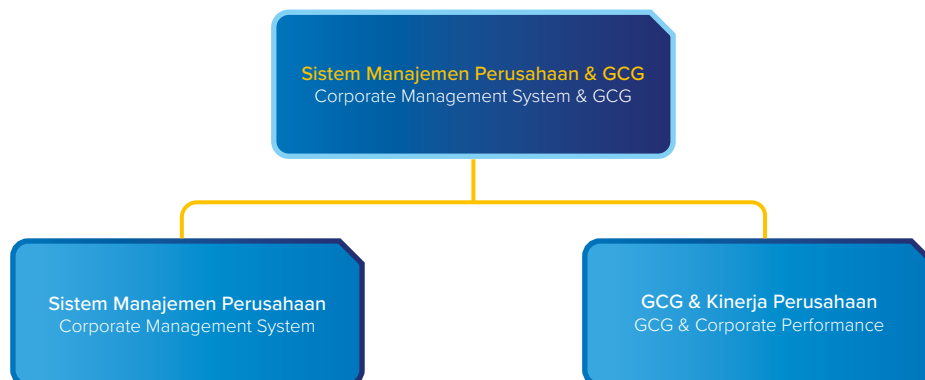 Sistem Manajemen Perusahaan & GCG
Corporate Management System & GCG
Sistem Manajemen Perusahaan
Corporate Management System
GCG & Kinerja Perusahaan
GCG & Corporate Performance